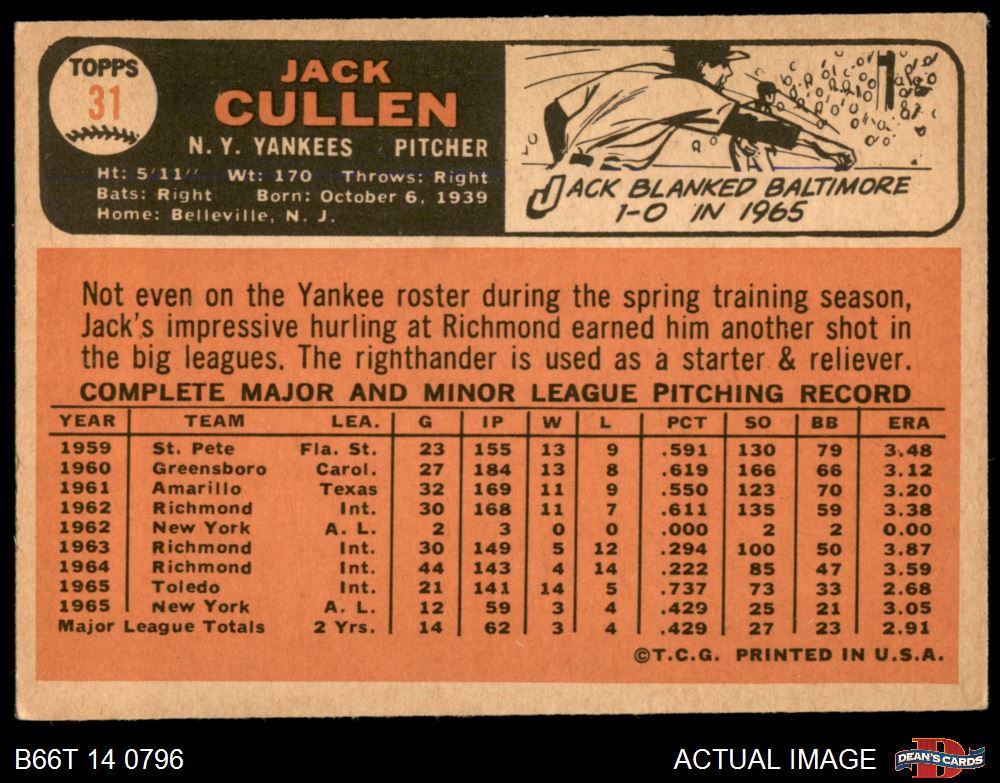 TOPPS
31
JACK
CULLEN
N. Y. YANKEES PITCHER
Ht: 5'11" Wt: 170 Throws: Right
Bats: Right Born: October 6, 1939
Home: Belleville, N. J.
JACK BLANKED BALTIMORE
1-0 IN 1965
Not even on the Yankee roster during the spring training season,
Jack's impressive hurling at Richmond earned him another shot in
the big leagues. The righthander is used as a starter & reliever.
COMPLETE MAJOR AND MINOR LEAGUE PITCHING RECORD
YEAR TEAM LEA. G IP W L PCT SO BB ERA
1959 St. Pete Fla. St. 23 155 13 9 .591 130 79 3.48
1960 Greensboro Carol. 27 184 13 8 .619 166 66 3.12
1961 Amarillo Texas 32 169 11 9 .550 123 70 3.20
1962 Richmond Int. 30 168 11 7 .611 135 59 3.38
1962 New York A. L. 2 3 0 0 .000 2 2 0.00
1963 Richmond Int. 30 149 5 12 .294 100 50 3.87
1964 Richmond Int. 44 143 4 14 .222 85 47 3.59
1965 Toledo Int. 21 141 14 5 .737 73 33 2.68
1965 New York A. L. 12 59 3 4 .429 25 21 3.05
Major League Totals 2 Yrs. 14 62 3 4 .429 27 23 2.91
©T.C.G. PRINTED IN U.S.A.
B66T 14 0796 ACTUAL IMAGE
DEAN'S CARDS